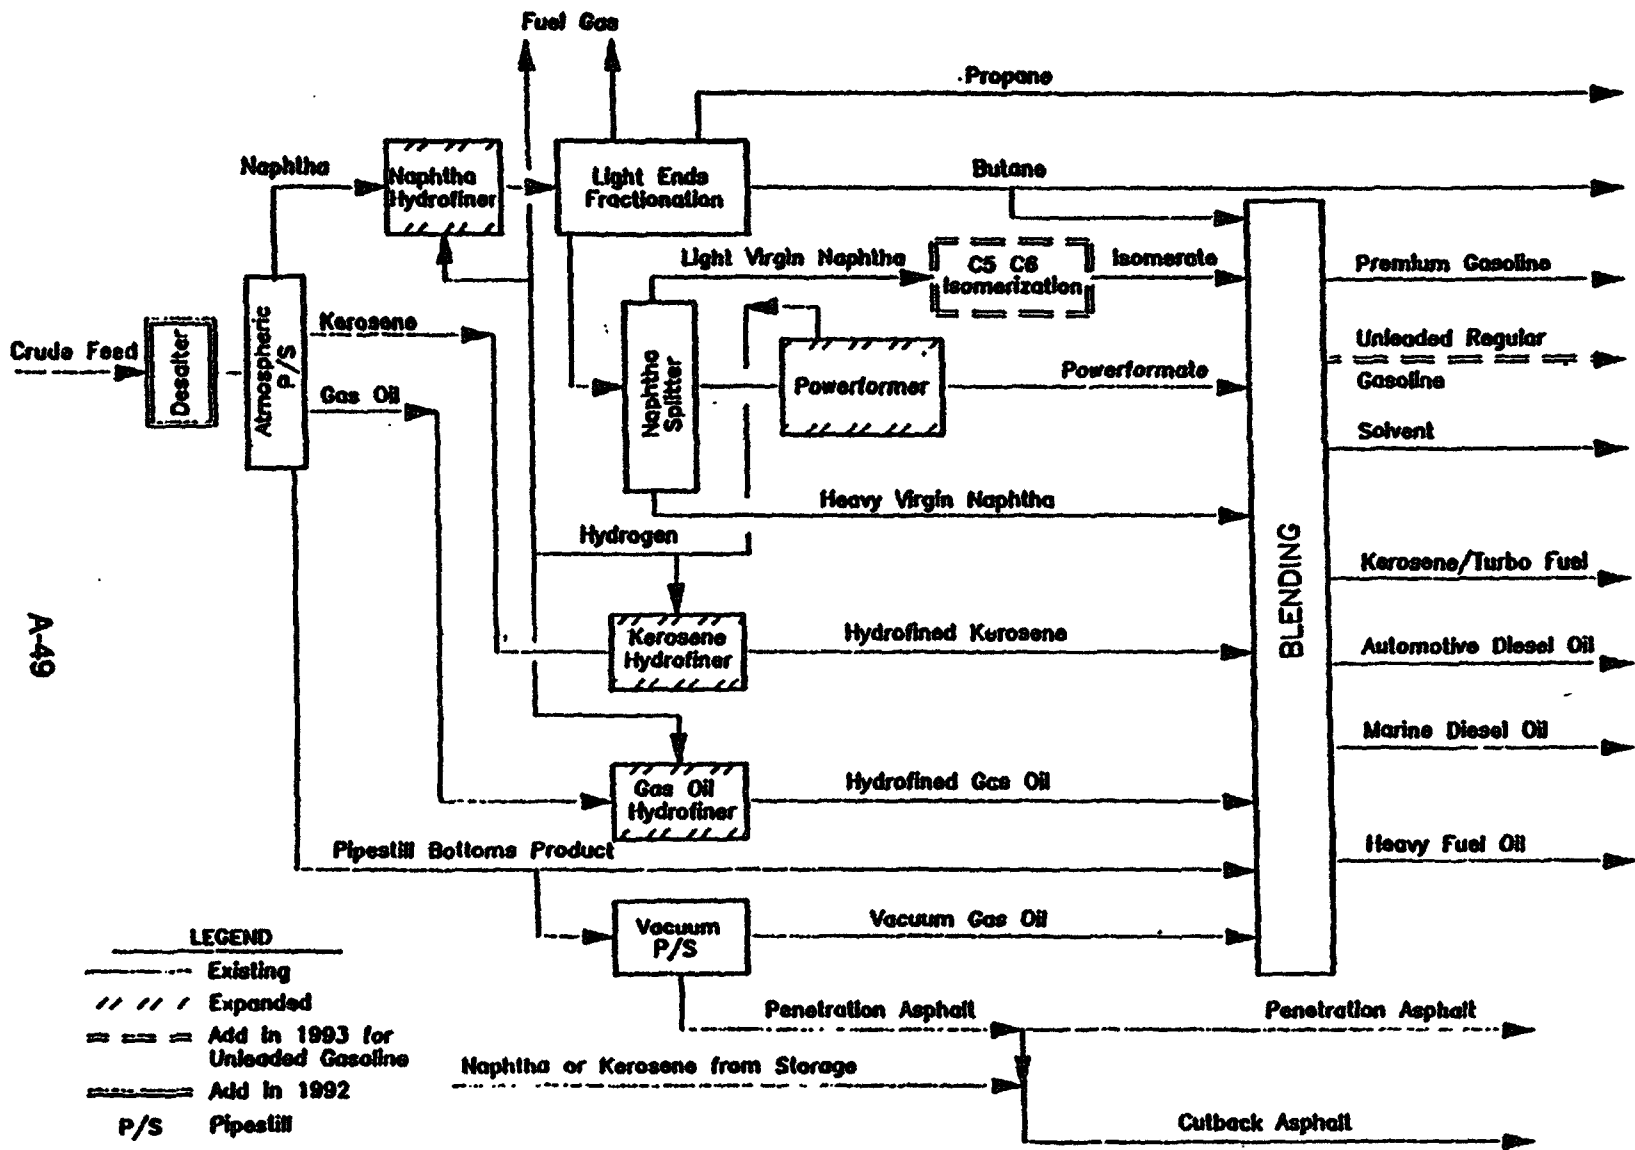 Fuel Gas
Propane
Naphtha
Naphtha
Hydrofiner
Light Ends
Fractionation
Butane
Light Virgin Naphtha
C5 C6
Isomerization
Isomerate
Premium Gasoline
Crude Feed
Desalter
Atmospheric
P/S
Kerosene
Gas Oil
Naphtha
Splitter
Powerformer
Powerformate
Unleaded Regular
Gasoline
Solvent
Heavy Virgin Naphtha
Hydrogen
BLENDING
Kerosene/Turbo Fuel
A-49
Kerosene
Hydrofiner
Hydrofined Kerosene
Automotive Diesel Oil
Marine Diesel Oil
Gas Oil
Hydrofiner
Hydrofined Gas Oil
Pipestill Bottoms Product
Heavy Fuel Oil
Vacuum
P/S
Vacuum Gas Oil
LEGEND
Existing
Expanded
Add in 1993 for
Unleaded Gasoline
Add in 1992
P/S Pipestill
Penetration Asphalt
Penetration Asphalt
Naphtha or Kerosene from Storage
Cutback Asphalt